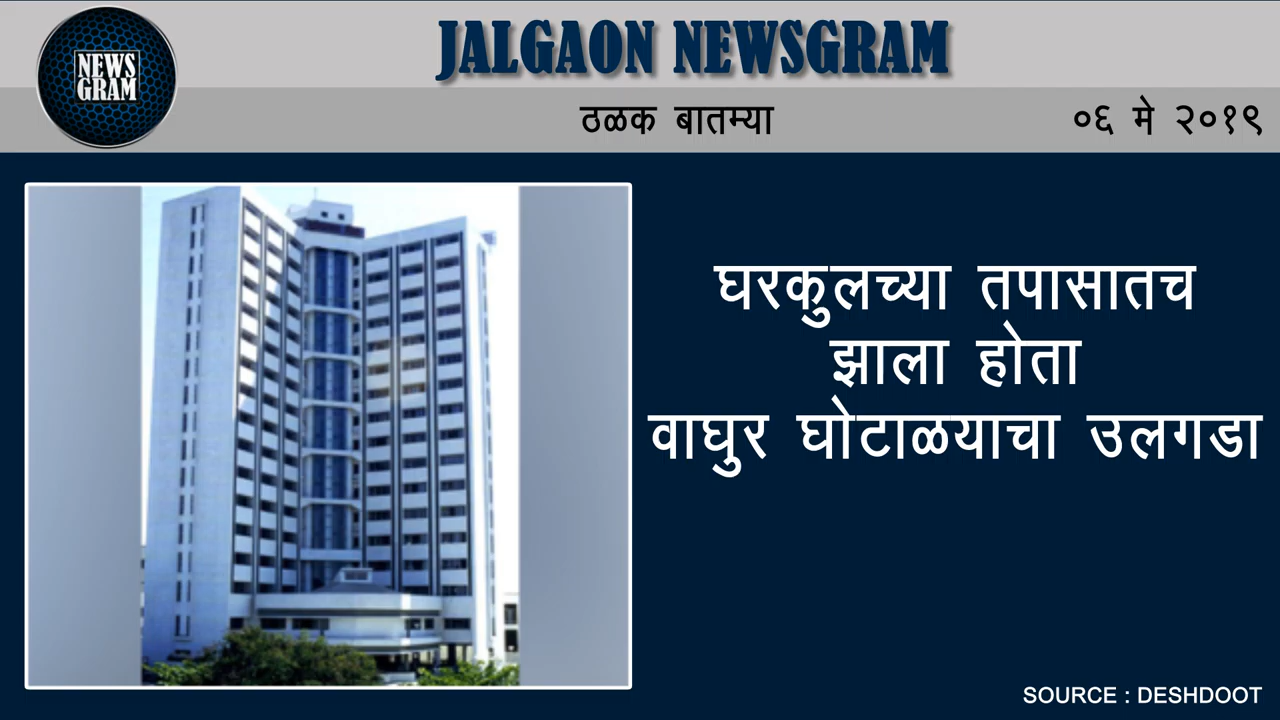 NEWS
GRAM
JALGAON NEWSGRAM
ठळक बातम्या
०६ मे २०१९
घरकुलच्या तपासातच
झाला होता
वाघुर घोटाळयाचा उलगडा
SOURCE : DESHDOOT